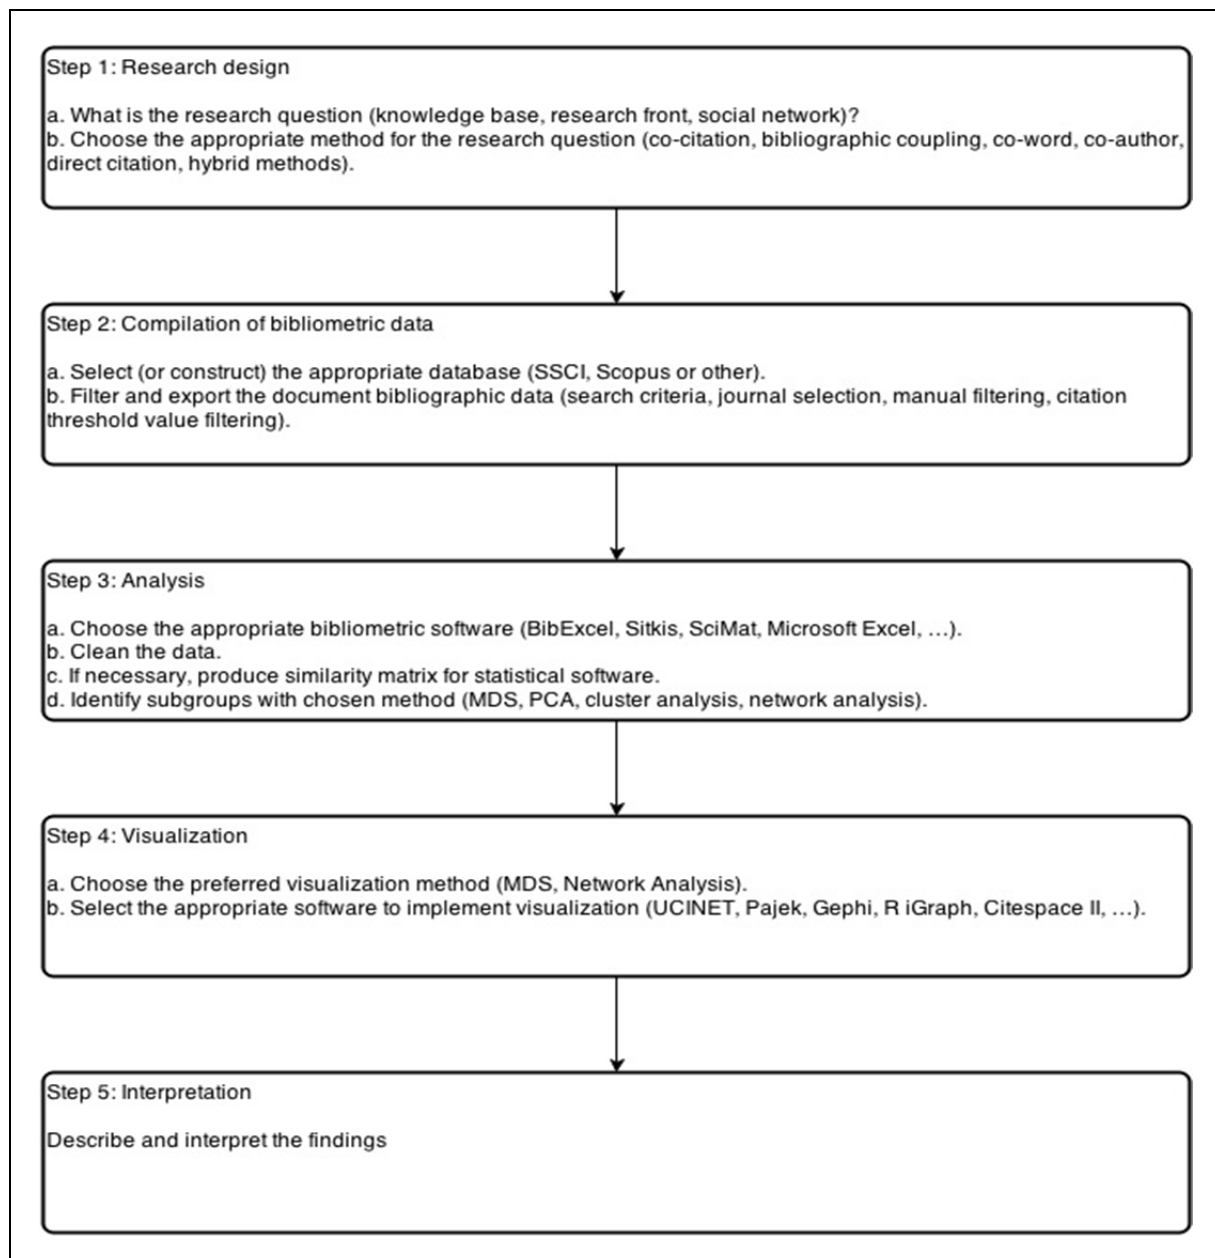 Step 1: Research design
a. What is the research question (knowledge base, research front, social network)?
b. Choose the appropriate method for the research question (co-citation, bibliographic coupling, co-word, co-author,
direct citation, hybrid methods).
Step 2: Compilation of bibliometric data
a. Select (or construct) the appropriate database (SSCI, Scopus or other).
b. Filter and export the document bibliographic data (search criteria, journal selection, manual filtering, citation
threshold value filtering).
Step 3: Analysis
a. Choose the appropriate bibliometric software (BibExcel, Sitkis, SciMat, Microsoft Excel, ...).
b. Clean the data.
c. If necessary, produce similarity matrix for statistical software.
d. Identify subgroups with chosen method (MDS, PCA, cluster analysis, network analysis).
Step 4: Visualization
a. Choose the preferred visualization method (MDS, Network Analysis).
b. Select the appropriate software to implement visualization (UCINET, Pajek, Gephi, R iGraph, Citespace II, ...).
Step 5: Interpretation
Describe and interpret the findings